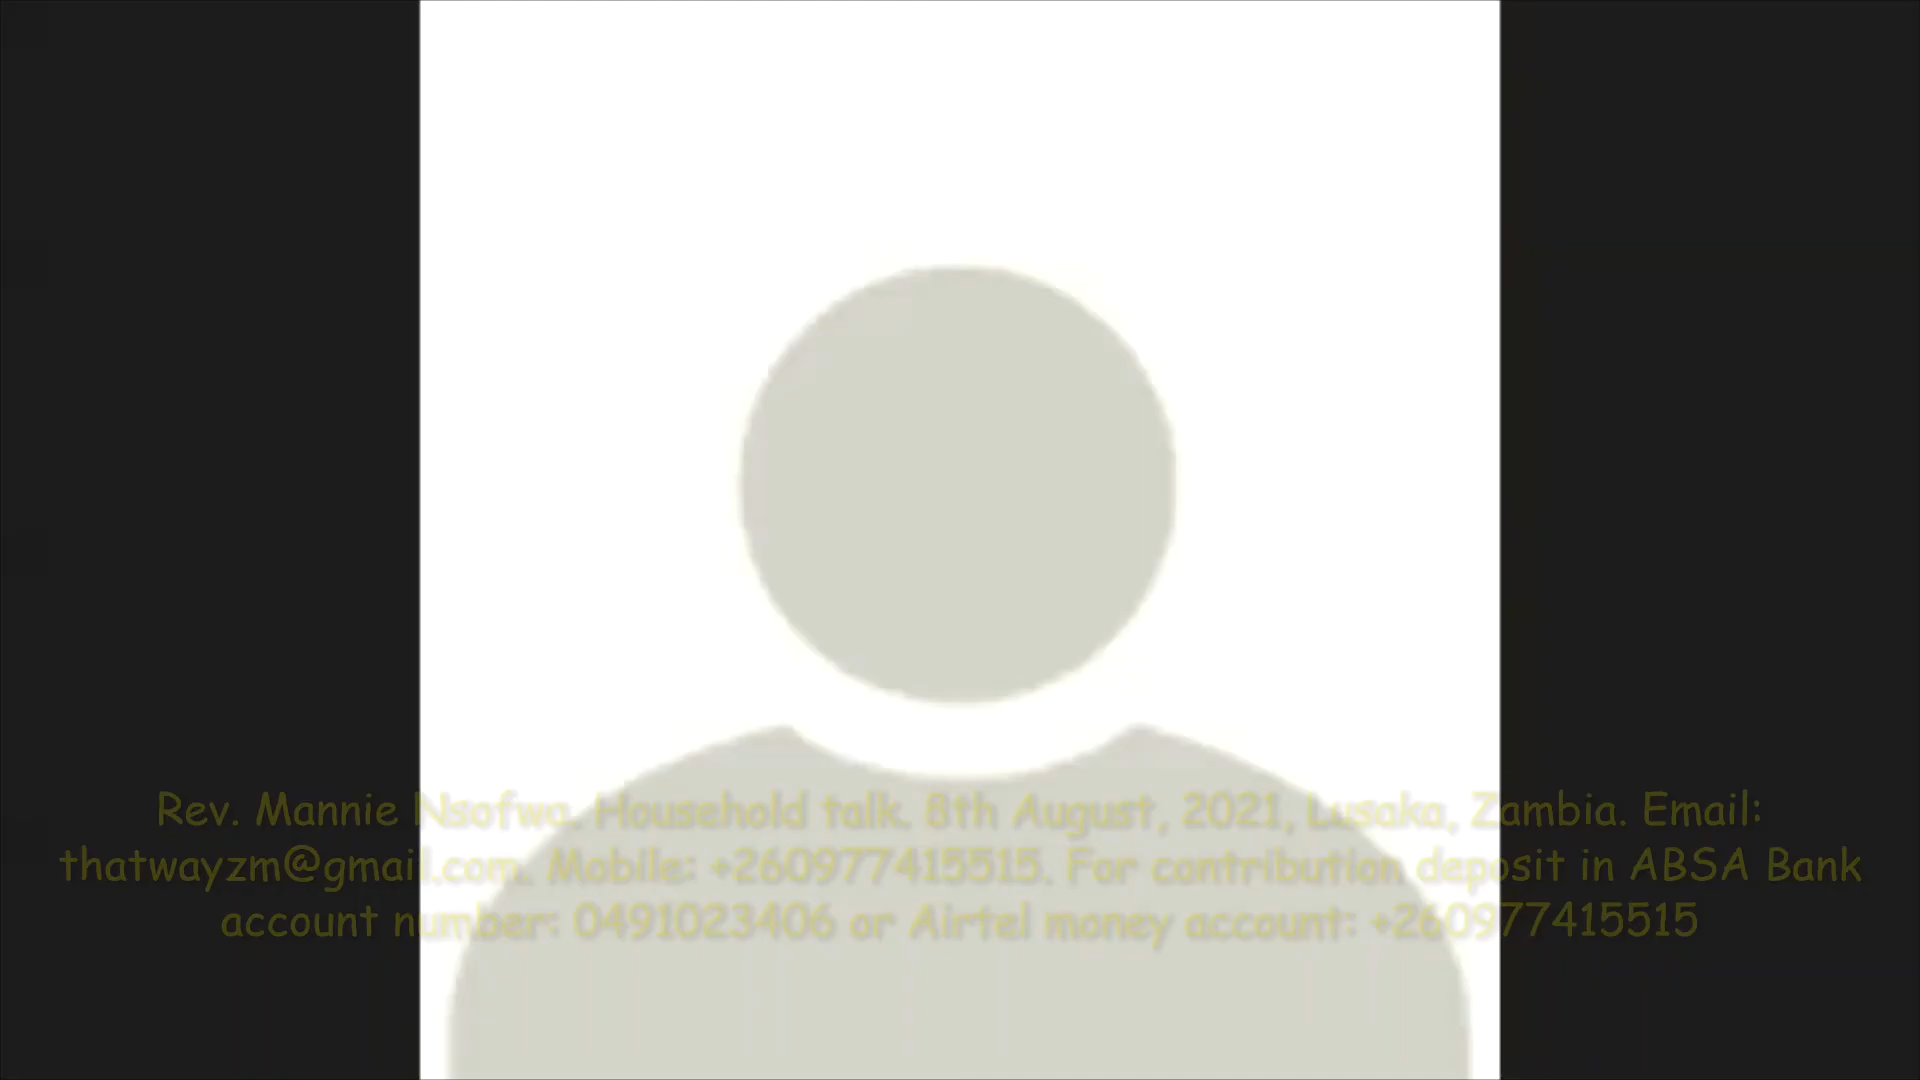 Rev. Mannie Nsofwa. Household talk. 8th August, 2021, Lusaka, Zambia. Email:
thatwayzm@gmail.com. Mobile: +260977415515. For contribution deposit in ABSA Bank
account number: 0491023406 or Airtel money account: +260977415515